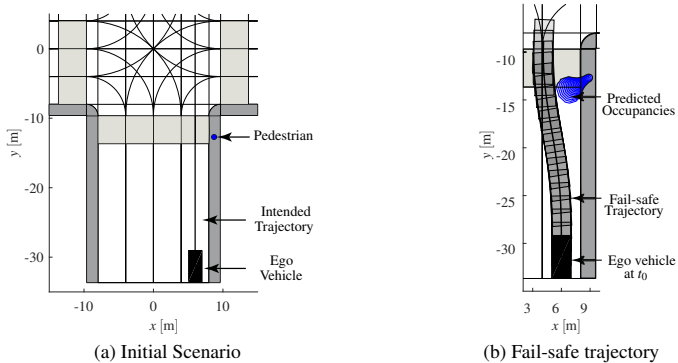 0
-10
-20
-30
y [m]
-10
0
10
x [m]
Pedestrian
Intended
Trajectory
Ego
Vehicle
(a) Initial Scenario
-10
-15
-20
-25
-30
y [m]
3
6
9
x [m]
Predicted
Occupancies
Fail-safe
Trajectory
Ego vehicle
at t0
(b) Fail-safe trajectory